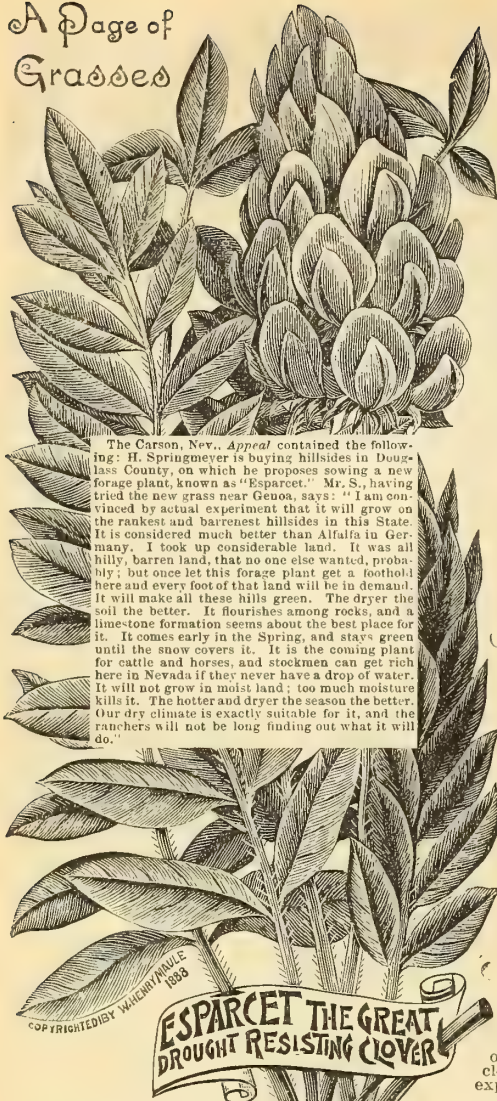 A Page of
Grasses
The Carson, Nev., Appeal contained the follow-
ing: H. Springmeyer is buying hillsides in Doug-
lass County, on which he proposes sowing a new
forage plant, known as "Esparcet." Mr. S., having
tried the new grass near Genoa, says: "I am con-
vinced by actual experiment that it will grow on
the rankest and barrenest hillsides in this State.
It is considered much better than Alfalfa in Ger-
many. I took up considerable land. It was all
hilly, barren land, that no one else wanted, proba-
bly; but once let this forage plant get a foothold
here and every foot of that land will be in demand.
It will make all these hills green. The dryer the
soil the better. It flourishes among rocks, and a
limestone formation seems about the best place for
it. It comes early in the Spring, and stays green
until the snow covers it. It is the coming plant
for cattle and horses, and stockmen can get rich
here in Nevada if they never have a drop of water.
It will not grow in moist land; too much moisture
kills it. The hotter and dryer the season the better.
Our dry climate is exactly suitable for it, and the
ranchers will not be long finding out what it will
do."
COPYRIGHTED BY W. HENRY MAULE
1888
ESPARCET THE GREAT
DROUGHT RESISTING CLOVER
o
cl
exp